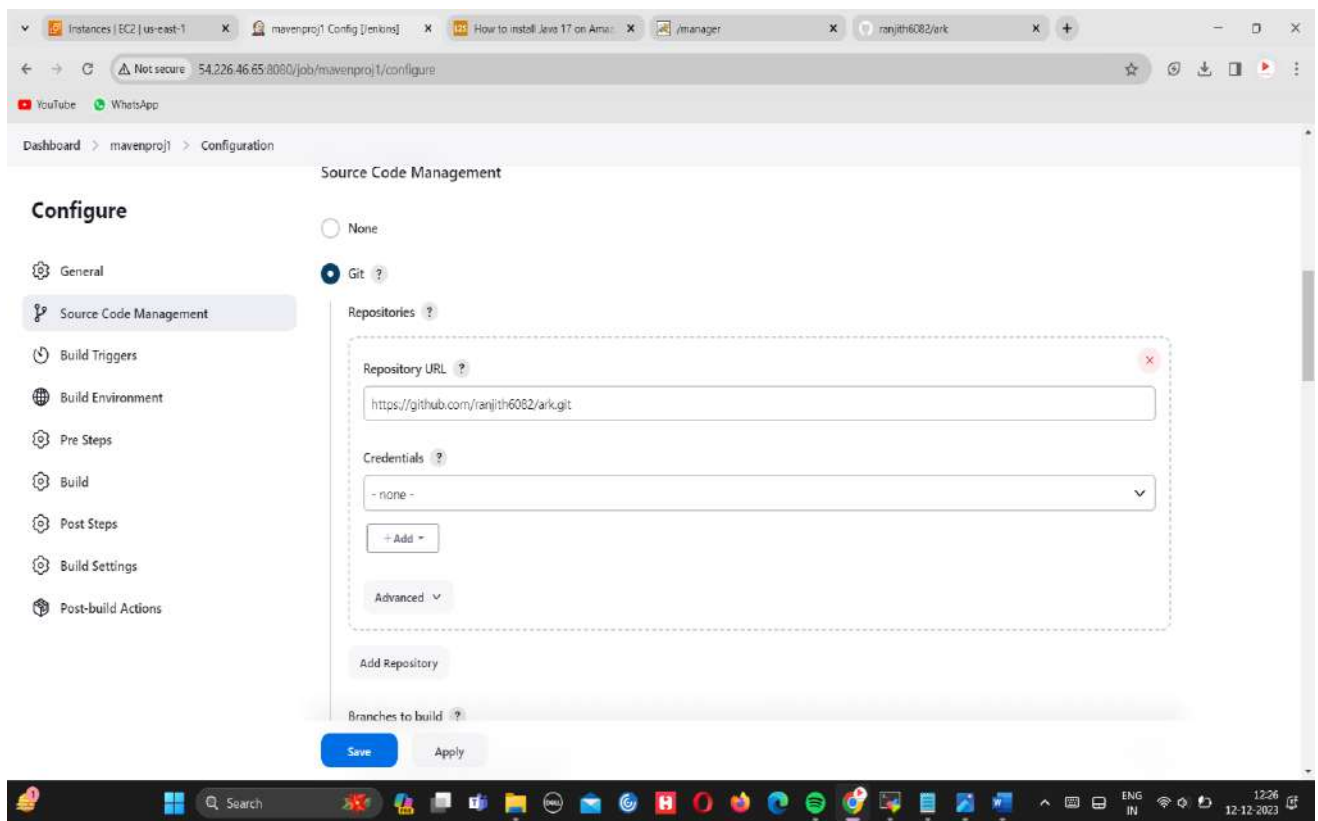 Instances | EC2 | us-east-1
mavenproj1 Config [Jenkins]
How to install Java 17 on Amaz
/manager
ranjith6082/ark
Not secure
54.226.46.65:8080/job/mavenproj1/configure
YouTube
WhatsApp
Dashboard > mavenproj1 > Configuration
Configure
General
Source Code Management
Build Triggers
Build Environment
Pre Steps
Build
Post Steps
Build Settings
Post-build Actions
Source Code Management
None
Git ?
Repositories ?
Repository URL ?
https://github.com/ranjith6082/ark.git
Credentials ?
- none -
+ Add
Advanced
Add Repository
Branches to build ?
Save
Apply
Search
ENG
IN
12:26
12-12-2023